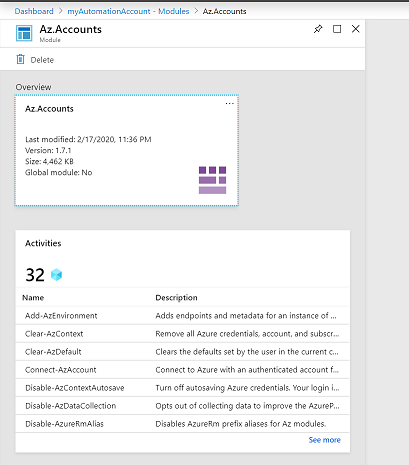 Dashboard > myAutomationAccount - Modules > Az.Accounts
Az.Accounts
Module
Delete
Overview
Az.Accounts
...
Last modified: 2/17/2020, 11:36 PM
Version: 1.7.1
Size: 4,462 KB
Global module: No
Activities
32
Name Description
Add-AzEnvironment Adds endpoints and metadata for an instance of ...
Clear-AzContext Remove all Azure credentials, account, and subscr...
Clear-AzDefault Clears the defaults set by the user in the current c...
Connect-AzAccount Connect to Azure with an authenticated account f...
Disable-AzContextAutosave Turn off autosaving Azure credentials. Your login i...
Disable-AzDataCollection Opts out of collecting data to improve the AzureP...
Disable-AzureRmAlias Disables AzureRm prefix aliases for Az modules.
See more